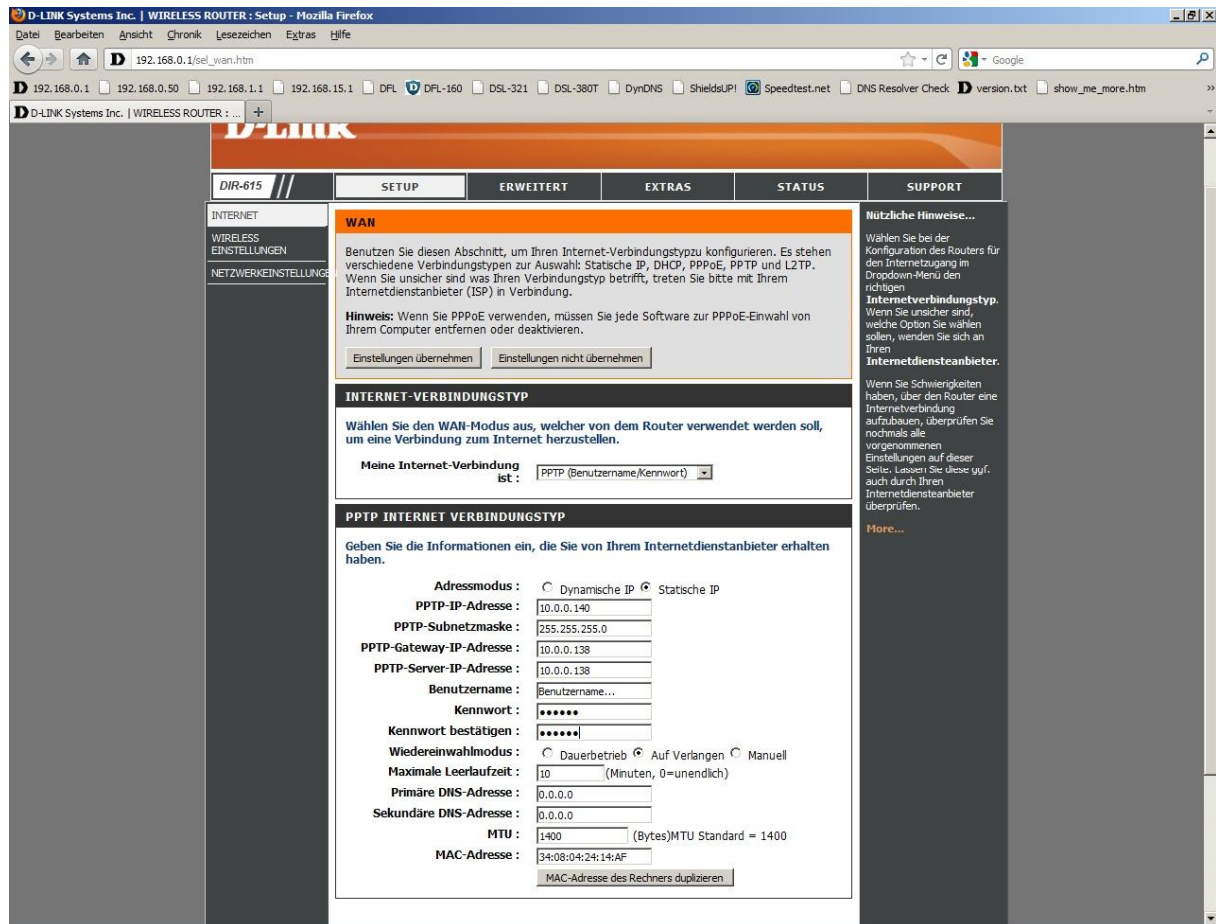 D-LINK Systems Inc. | WIRELESS ROUTER : Setup - Mozilla Firefox
Datei Bearbeiten Ansicht Chronik Lesezeichen Extras Hilfe
192.168.0.1/sel_wan.htm
Google
192.168.0.1 192.168.0.50 192.168.1.1 192.168.15.1 DFL DFL-160 DSL-321 DSL-380T DynDNS ShieldsUP! Speedtest.net DNS Resolver Check version.txt show_me_more.htm »
D-LINK Systems Inc. | WIRELESS ROUTER : ... +
D-Link
DIR-615 SETUP ERWEITERT EXTRAS STATUS SUPPORT
INTERNET
WIRELESS
EINSTELLUNGEN
NETZWERKEINSTELLUNGE
WAN
Benutzen Sie diesen Abschnitt, um Ihren Internet-Verbindungstypzu konfigurieren. Es stehen
verschiedene Verbindungstypen zur Auswahl: Statische IP, DHCP, PPPoE, PPTP und L2TP.
Wenn Sie unsicher sind was Ihren Verbindungstyp betrifft, treten Sie bitte mit Ihrem
Internetdienstanbieter (ISP) in Verbindung.
Hinweis: Wenn Sie PPPoE verwenden, müssen Sie jede Software zur PPPoE-Einwahl von
Ihrem Computer entfernen oder deaktivieren.
Einstellungen übernehmen Einstellungen nicht übernehmen
INTERNET-VERBINDUNGSTYP
Wählen Sie den WAN-Modus aus, welcher von dem Router verwendet werden soll,
um eine Verbindung zum Internet herzustellen.
Meine Internet-Verbindung
ist : PPTP (Benutzername/Kennwort)
PPTP INTERNET VERBINDUNGSTYP
Geben Sie die Informationen ein, die Sie von Ihrem Internetdienstanbieter erhalten
haben.
Adressmodus : Dynamische IP Statische IP
PPTP-IP-Adresse : 10.0.0.140
PPTP-Subnetzmaske : 255.255.255.0
PPTP-Gateway-IP-Adresse : 10.0.0.138
PPTP-Server-IP-Adresse : 10.0.0.138
Benutzername : Benutzername...
Kennwort : ••••••
Kennwort bestätigen : ••••••
Wiedereinwahlmodus : Dauerbetrieb Auf Verlangen Manuell
Maximale Leerlaufzeit : 10 (Minuten, 0=unendlich)
Primäre DNS-Adresse : 0.0.0.0
Sekundäre DNS-Adresse : 0.0.0.0
MTU : 1400 (Bytes)MTU Standard = 1400
MAC-Adresse : 34:08:04:24:14:AF
MAC-Adresse des Rechners duplizieren
Nützliche Hinweise...
Wählen Sie bei der
Konfiguration des Routers für
den Internetzugang im
Dropdown-Menü den
richtigen
Internetverbindungstyp.
Wenn Sie unsicher sind,
welche Option Sie wählen
sollen, wenden Sie sich an
Ihren
Internetdiensteanbieter.
Wenn Sie Schwierigkeiten
haben, über den Router eine
Internetverbindung
aufzubauen, überprüfen Sie
nochmals alle
vorgenommenen
Einstellungen auf dieser
Seite. Lassen Sie diese ggf.
auch durch Ihren
Internetdiensteanbieter
überprüfen.
More...